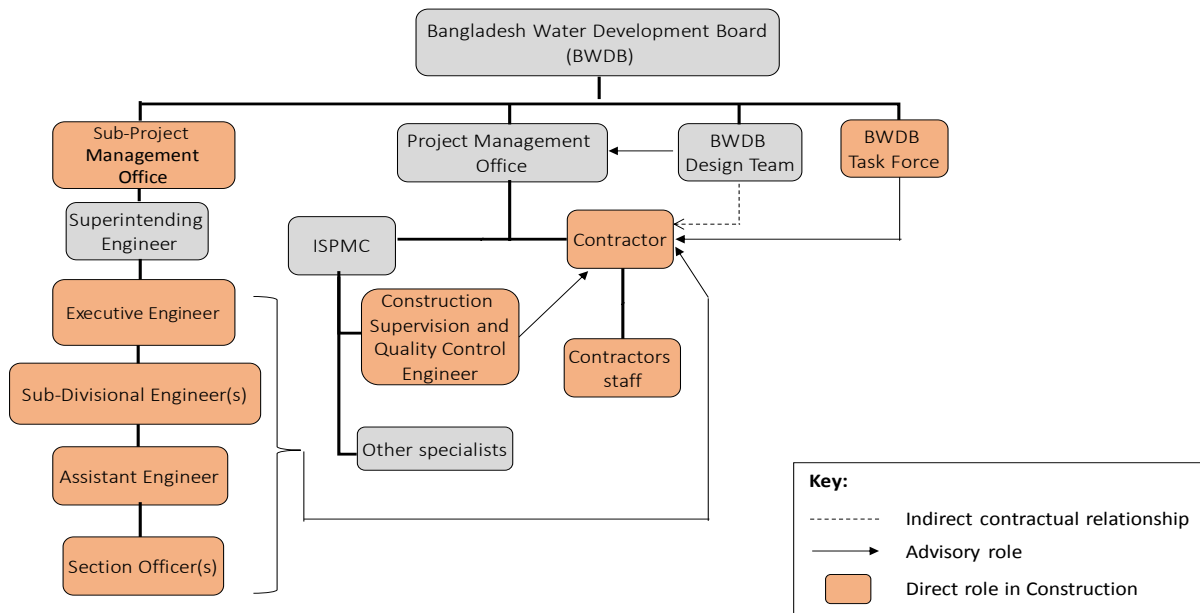 Bangladesh Water Development Board
(BWDB)
Sub-Project
Management
Office
Project Management
Office
BWDB
Design Team
BWDB
Task Force
Superintending
Engineer
ISPMC
Contractor
Executive Engineer
Construction
Supervision and
Quality Control
Engineer
Contractors
staff
Sub-Divisional Engineer(s)
Other specialists
Assistant Engineer
Section Officer(s)
Key:
Indirect contractual relationship
Advisory role
Direct role in Construction